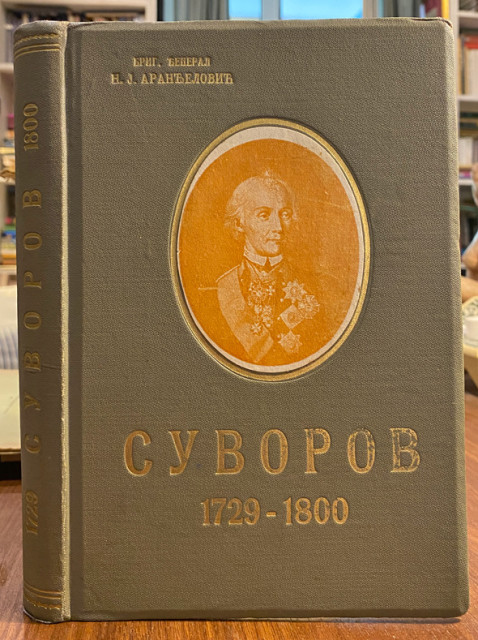 БРИГ. ЂЕНЕРАЛ
Н. Ј. АРАНЂЕЛОВИЋ
СУВОРОВ
1729-1800
1729 СУВОРОВ 1800